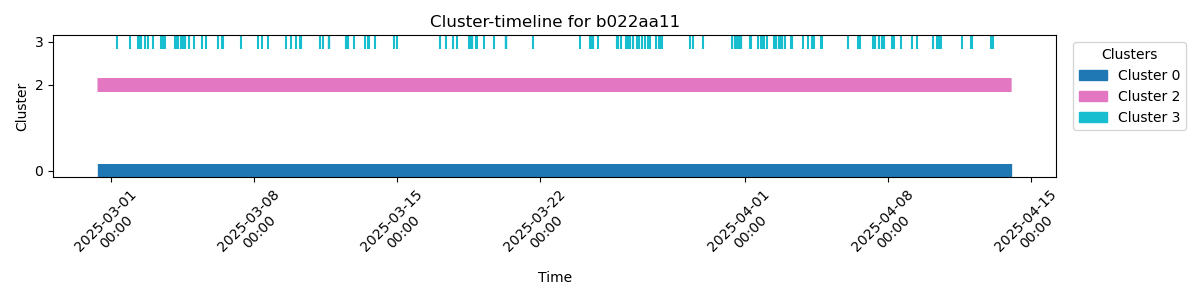 Cluster-timeline for b022aa11
3
2
0
Cluster
2025-03-01
00:00
2025-03-08
00:00
2025-03-15
00:00
2025-03-22
00:00
2025-04-01
00:00
2025-04-08
00:00
2025-04-15
00:00
Time
Clusters
Cluster 0
Cluster 2
Cluster 3